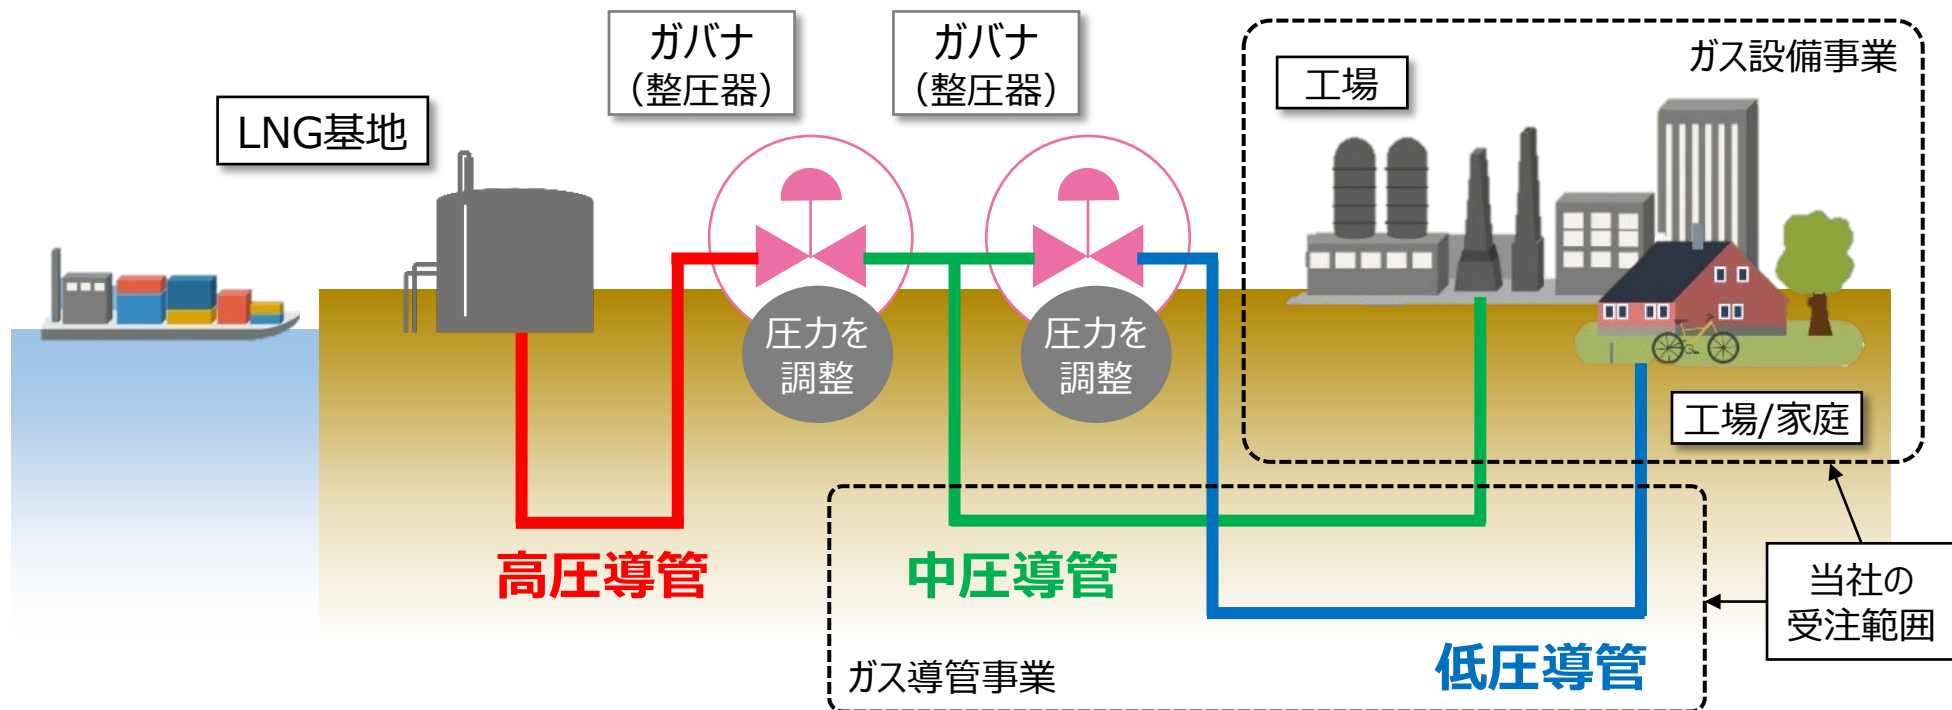 ガバナ
（整圧器）
ガバナ
（整圧器）
ガス設備事業
工場
LNG基地
圧力を
調整
圧力を
調整
工場/家庭
高圧導管
中圧導管
当社の
受注範囲
ガス導管事業
低圧導管